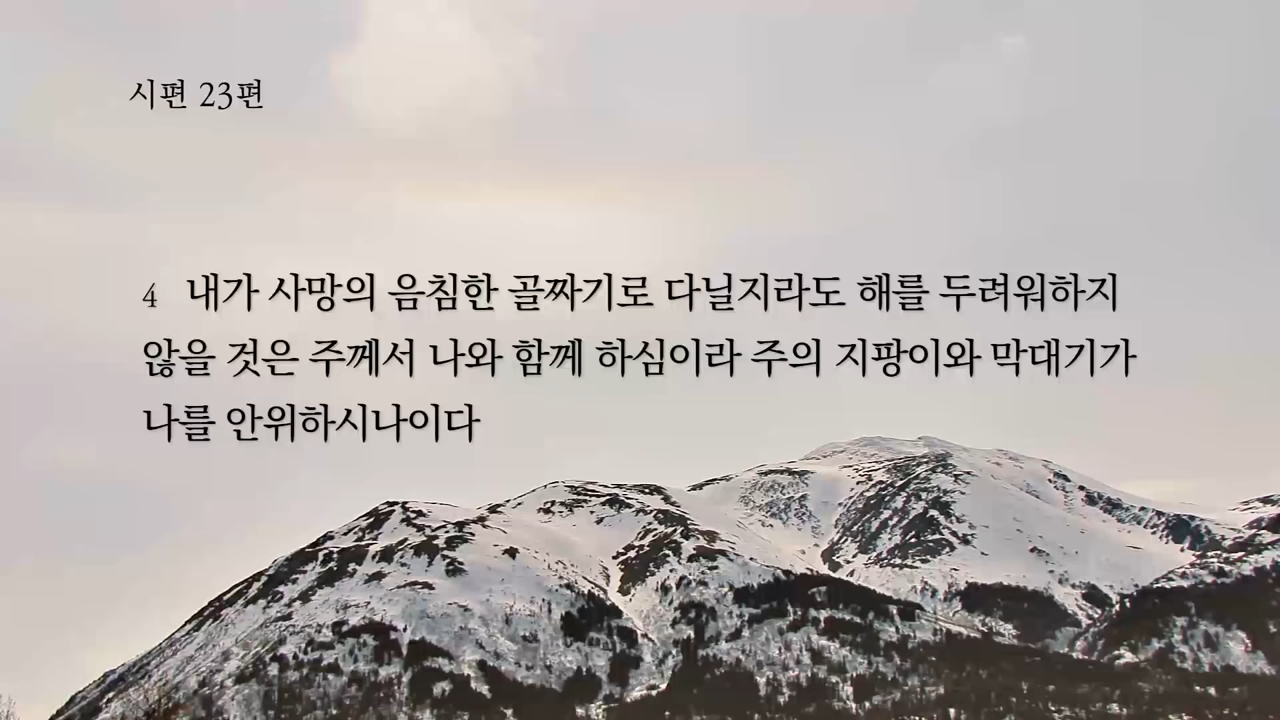 시편 23편
4 내가 사망의 음침한 골짜기로 다닐지라도 해를 두려워하지
않을 것은 주께서 나와 함께 하심이라 주의 지팡이와 막대기가
나를 안위하시나이다